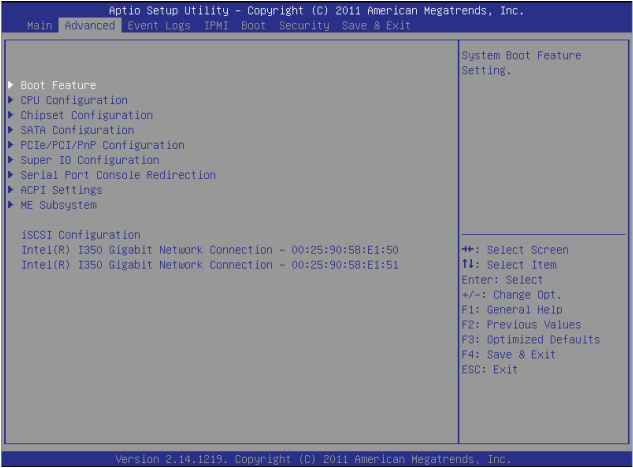 Aptio Setup Utility – Copyright (C) 2011 American Megatrends, Inc.
Main Advanced Event Logs IPMI Boot Security Save & Exit
Boot Feature
CPU Configuration
Chipset Configuration
SATA Configuration
PCIe/PCI/PnP Configuration
Super IO Configuration
Serial Port Console Redirection
ACPI Settings
ME Subsystem
iSCSI Configuration
Intel(R) I350 Gigabit Network Connection – 00:25:90:58:E1:50
Intel(R) I350 Gigabit Network Connection – 00:25:90:58:E1:51
System Boot Feature
Setting.
→←: Select Screen
↑↓: Select Item
Enter: Select
+/-: Change Opt.
F1: General Help
F2: Previous Values
F3: Optimized Defaults
F4: Save & Exit
ESC: Exit
Version 2.14.1219. Copyright (C) 2011 American Megatrends, Inc.